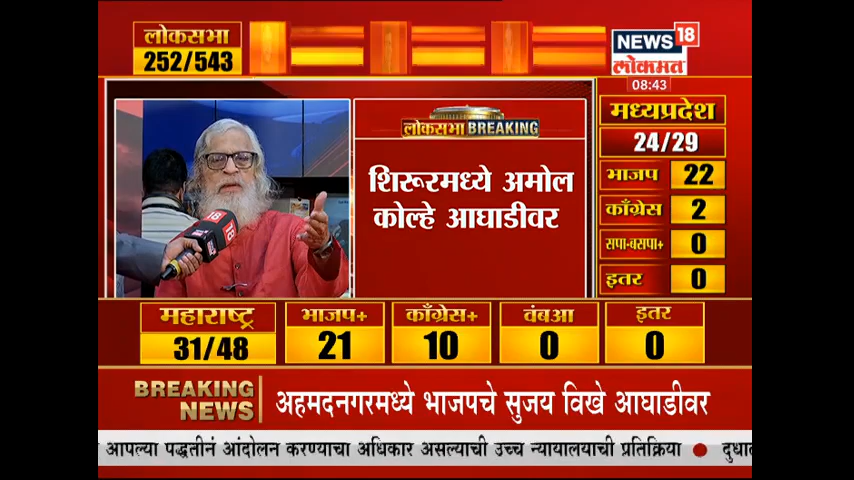 लोकसभा
252/543
NEWS 18
लोकमत
08:43
लोकसभा BREAKING
शिरूरमध्ये अमोल
कोल्हे आघाडीवर
18
मध्यप्रदेश
24/29
भाजप 22
काँग्रेस 2
सपा-बसपा+ 0
इतर 0
महाराष्ट्र
31/48
भाजप+
21
काँग्रेस+
10
वंबआ
0
इतर
0
BREAKING
NEWS
अहमदनगरमध्ये भाजपचे सुजय विखे आघाडीवर
आपल्या पद्धतीनं आंदोलन करण्याचा अधिकार असल्याची उच्च न्यायालयाची प्रतिक्रिया ●